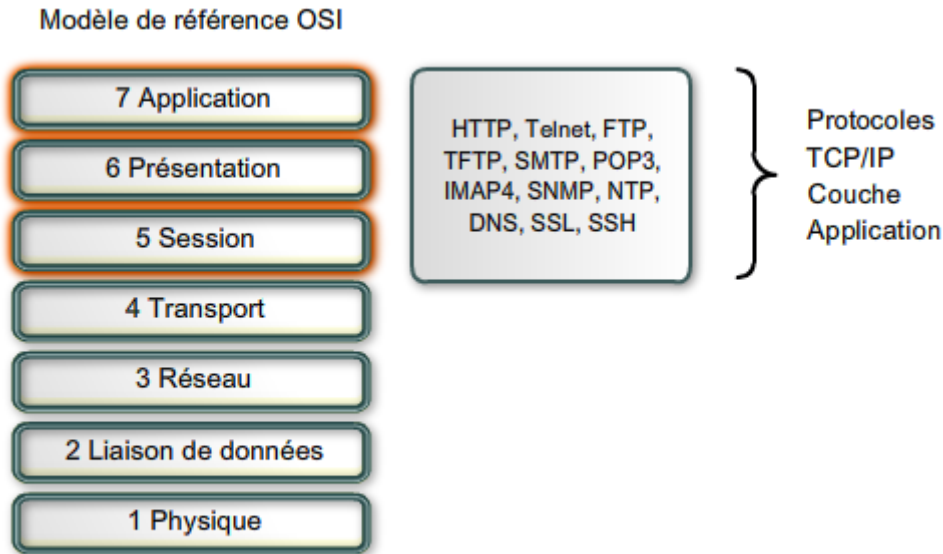 Modèle de référence OSI
7 Application
6 Présentation
5 Session
4 Transport
3 Réseau
2 Liaison de données
1 Physique
HTTP, Telnet, FTP,
TFTP, SMTP, POP3,
IMAP4, SNMP, NTP,
DNS, SSL, SSH
Protocoles
TCP/IP
Couche
Application